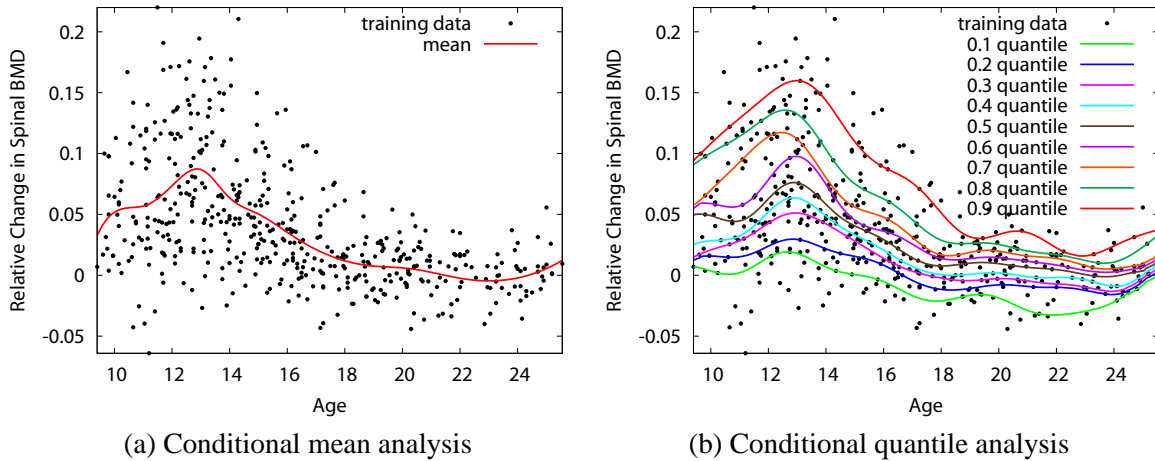 training data
mean
Relative Change in Spinal BMD
0.2
0.15
0.1
0.05
0
-0.05
10 12 14 16 18 20 22 24
Age
(a) Conditional mean analysis
training data
0.1 quantile
0.2 quantile
0.3 quantile
0.4 quantile
0.5 quantile
0.6 quantile
0.7 quantile
0.8 quantile
0.9 quantile
Relative Change in Spinal BMD
0.2
0.15
0.1
0.05
0
-0.05
10 12 14 16 18 20 22 24
Age
(b) Conditional quantile analysis